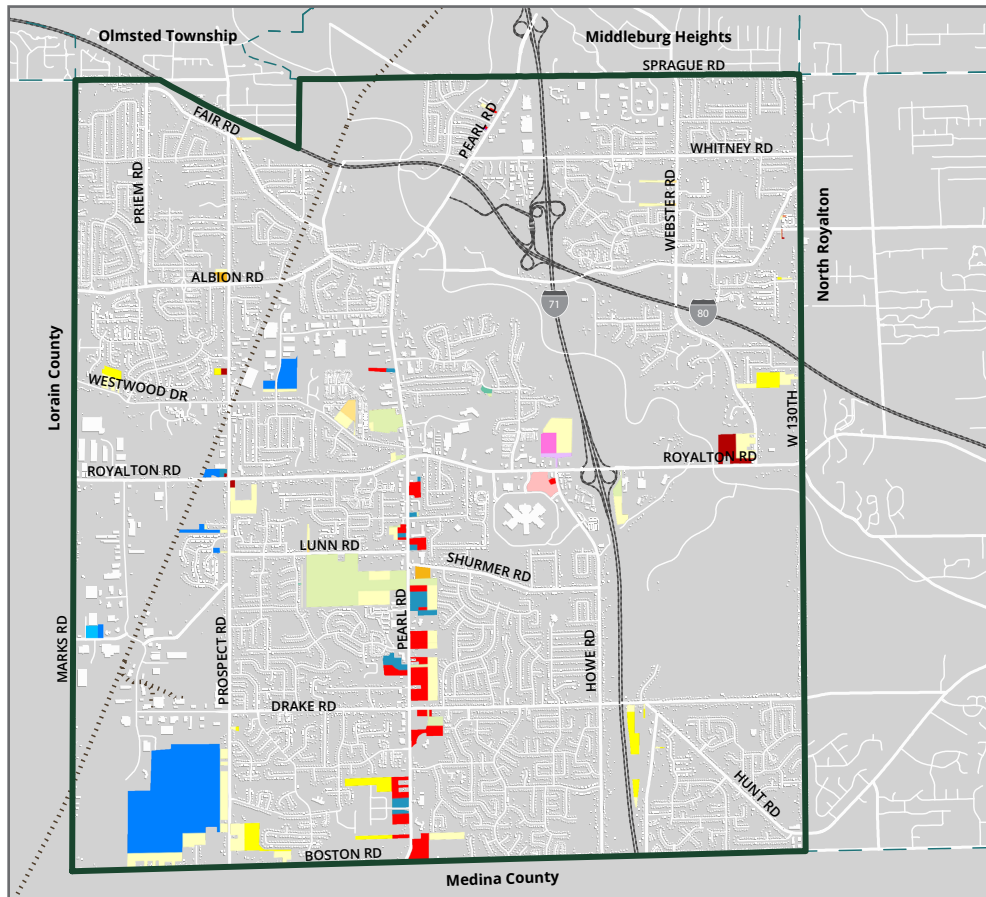 Olmsted Township
Middleburg Heights
SPRAGUE RD
FAIR RD
PEARL RD
WHITNEY RD
PRIEM RD
WEBSTER RD
North Royalton
ALBION RD
71
80
Lorain County
WESTWOOD DR
W 130TH
ROYALTON RD
ROYALTON RD
LUNN RD
SHURMER RD
MARKS RD
PROSPECT RD
PEARL RD
HOWE RD
DRAKE RD
HUNT RD
BOSTON RD
Medina County